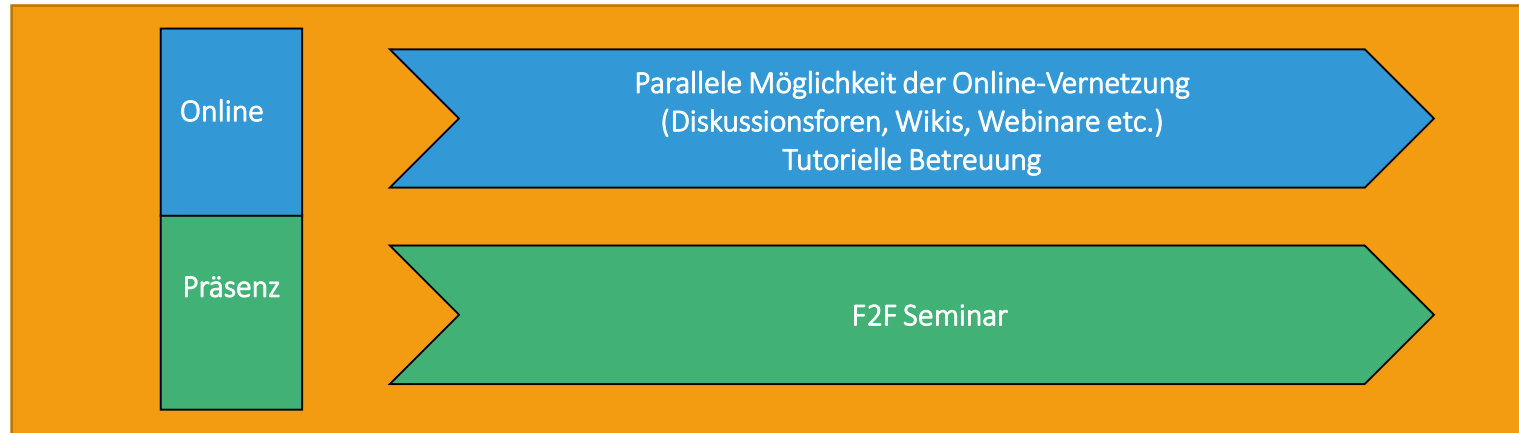 Online
Parallele Möglichkeit der Online-Vernetzung
(Diskussionsforen, Wikis, Webinare etc.)
Tutorielle Betreuung
Präsenz
F2F Seminar